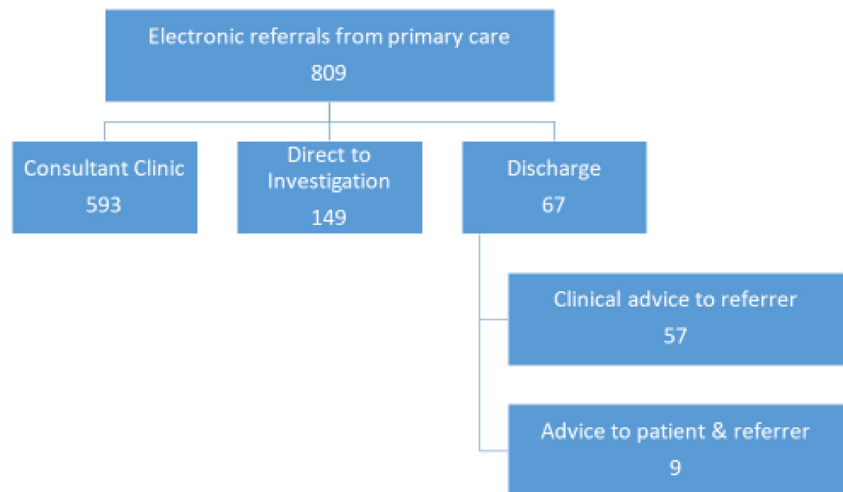 Electronic referrals from primary care
809
Consultant Clinic
593
Direct to
Investigation
149
Discharge
67
Clinical advice to referrer
57
Advice to patient & referrer
9